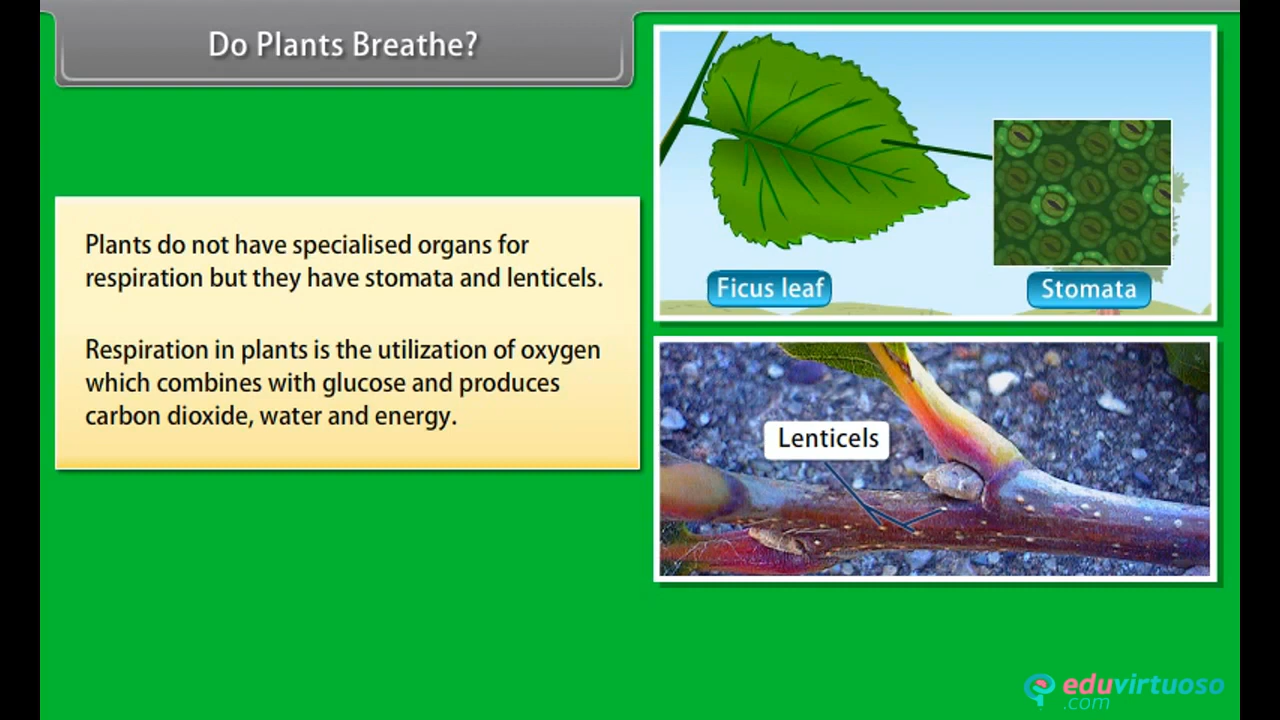 Do Plants Breathe?
Plants do not have specialised organs for
respiration but they have stomata and lenticels.
Respiration in plants is the utilization of oxygen
which combines with glucose and produces
carbon dioxide, water and energy.
Ficus leaf
Stomata
Lenticels
eduvirtuoso
.com